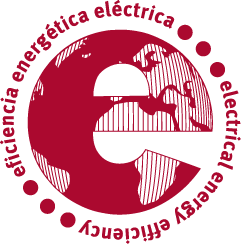 eficiencia energética eléctrica
electrical energy efficiency
e